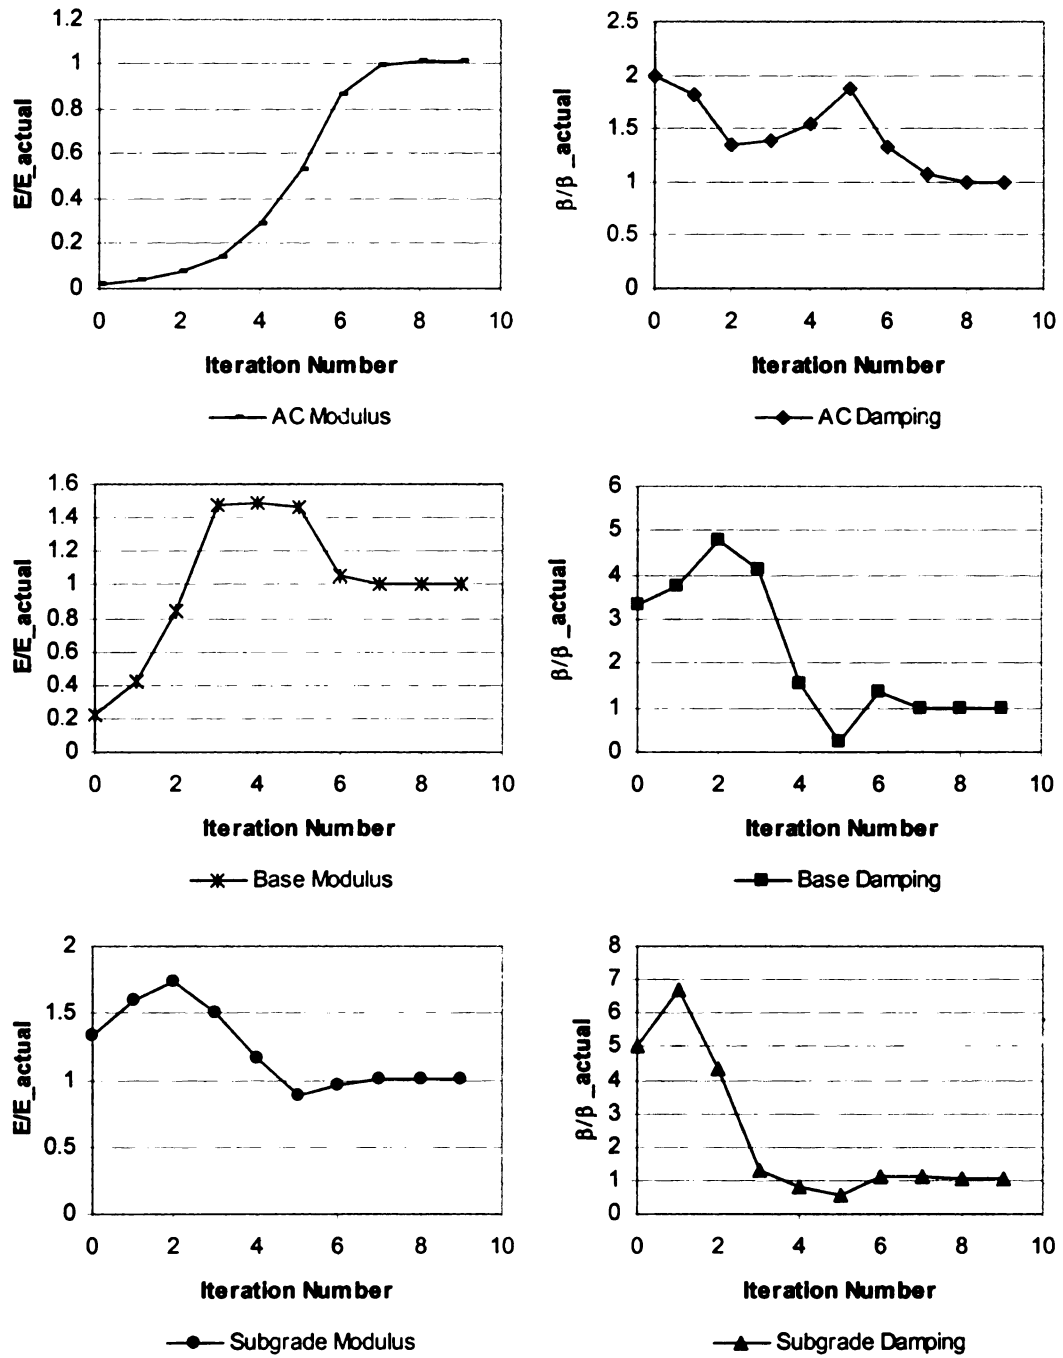 1.2
1
0.8
0.6
0.4
0.2
0
E/E_actual
0 2 4 6 8 10
Iteration Number
AC Modulus
2.5
2
1.5
1
0.5
0
β/β _actual
0 2 4 6 8 10
Iteration Number
AC Damping
1.6
1.4
1.2
1
0.8
0.6
0.4
0.2
0
E/E_actual
0 2 4 6 8 10
Iteration Number
Base Modulus
6
5
4
3
2
1
0
β/β _actual
0 2 4 6 8 10
Iteration Number
Base Damping
2
1.5
1
0.5
0
E/E_actual
0 2 4 6 8 10
Iteration Number
Subgrade Modulus
8
7
6
5
4
3
2
1
0
β/β _actual
0 2 4 6 8 10
Iteration Number
Subgrade Damping